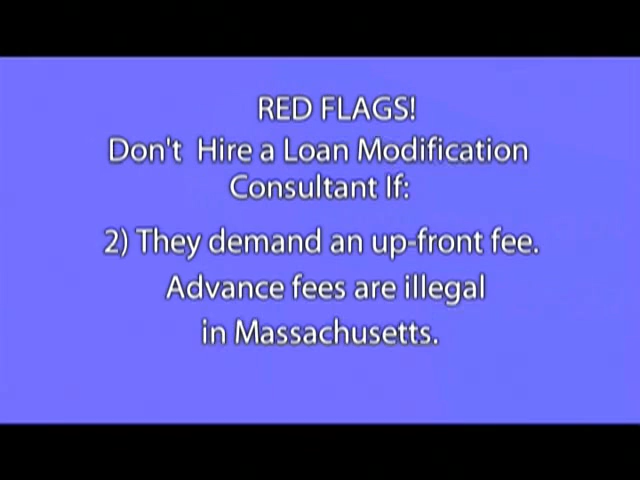 RED FLAGS!
Don't  Hire a Loan Modification
Consultant If:
2) They demand an up-front fee.
Advance fees are illegal
in Massachusetts.